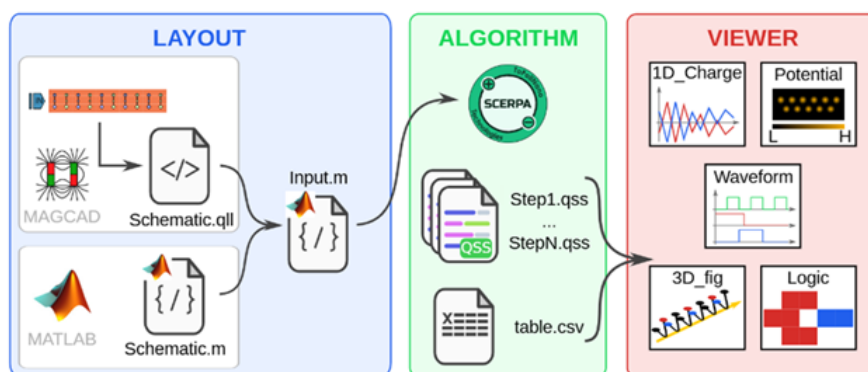 LAYOUT
MAGCAD
</>
Schematic.qll
MATLAB
{/}
Schematic.m
Input.m
{/}
ALGORITHM
SCERPA
Technologies
QSS
Step1.qss
...
StepN.qss
X
table.csv
VIEWER
1D_Charge
Potential
L H
Waveform
3D_fig
Logic